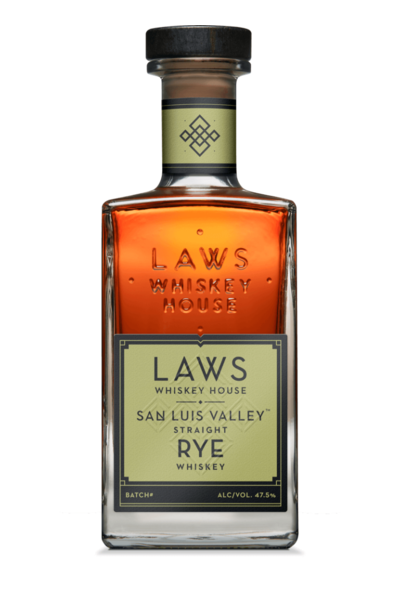 LAWS
WHISKEY
HOUSE
LAWS
WHISKEY HOUSE
SAN LUIS VALLEY™
STRAIGHT
RYE
WHISKEY
BATCH# ALC/VOL. 47.5%